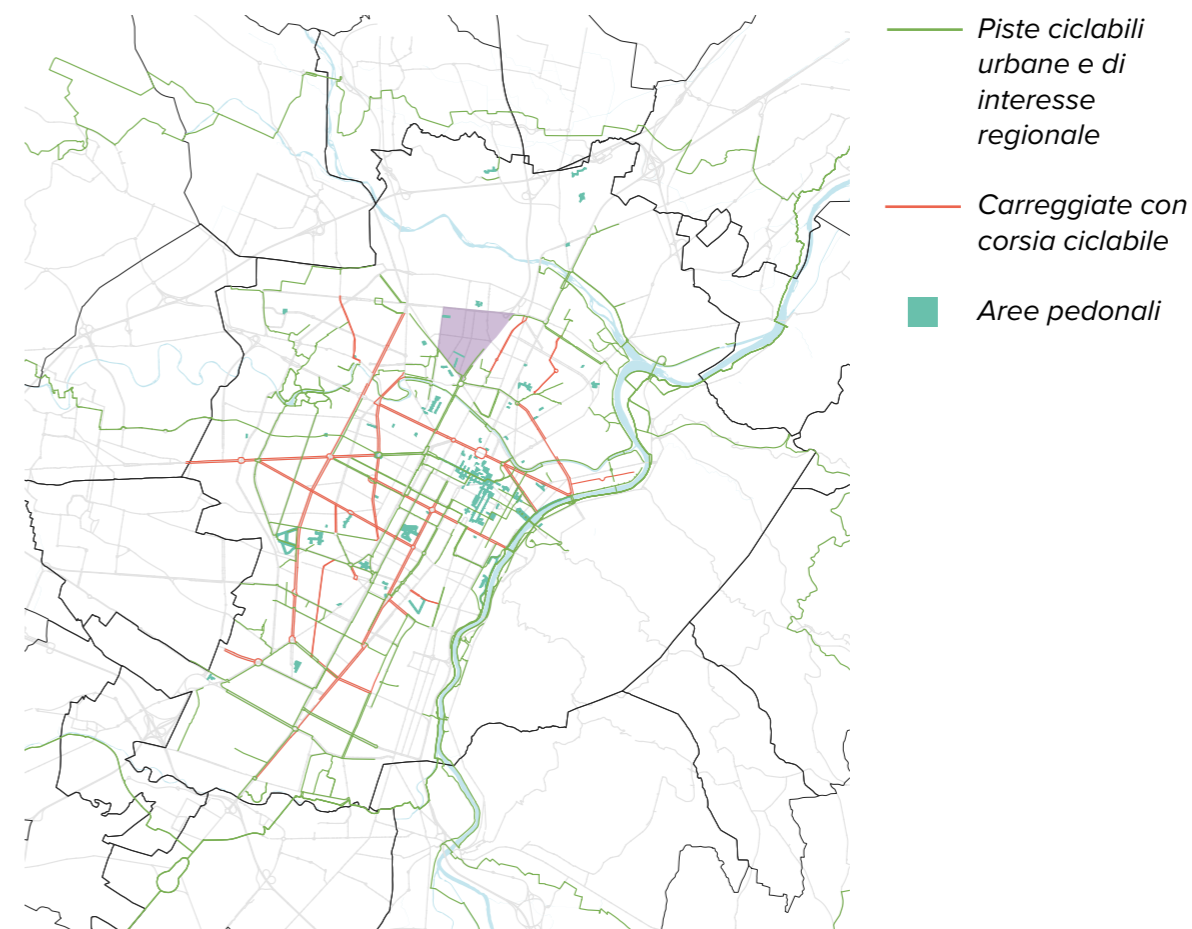 Piste ciclabili
urbane e di
interesse
regionale
Carreggiate con
corsia ciclabile
Aree pedonali